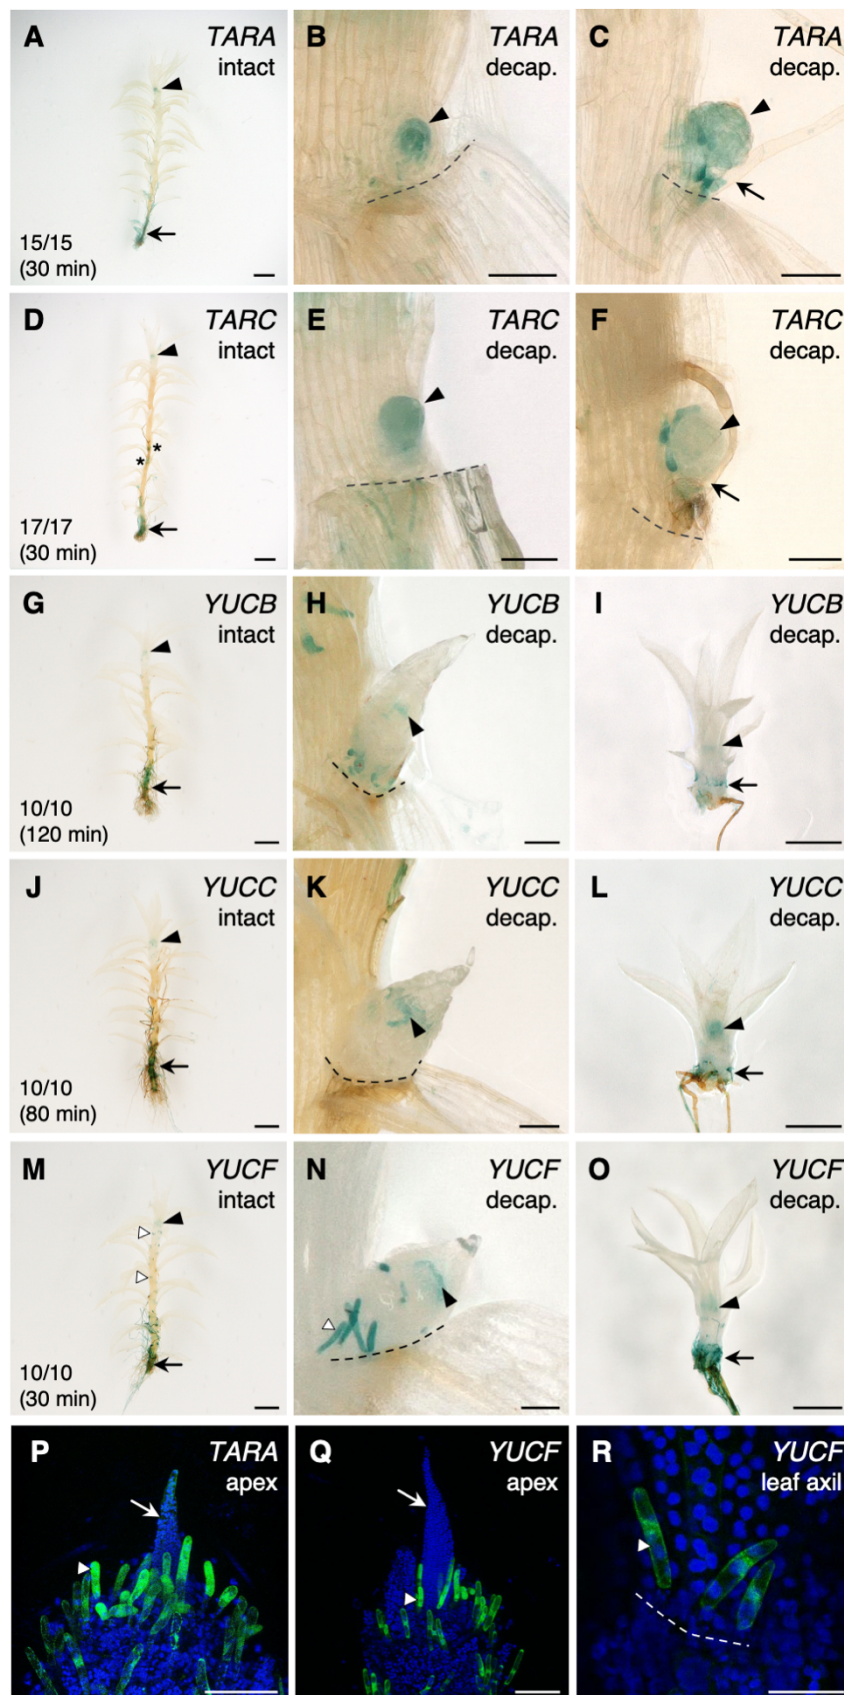 A
TARA
intact
15/15
(30 min)
B
TARA
decap.
C
TARA
decap.
D
TARC
intact
*
*
17/17
(30 min)
E
TARC
decap.
F
TARC
decap.
G
YUCB
intact
10/10
(120 min)
H
YUCB
decap.
I
YUCB
decap.
J
YUCC
intact
10/10
(80 min)
K
YUCC
decap.
L
YUCC
decap.
M
YUCF
intact
10/10
(30 min)
N
YUCF
decap.
O
YUCF
decap.
P
TARA
apex
Q
YUCF
apex
R
YUCF
leaf axil